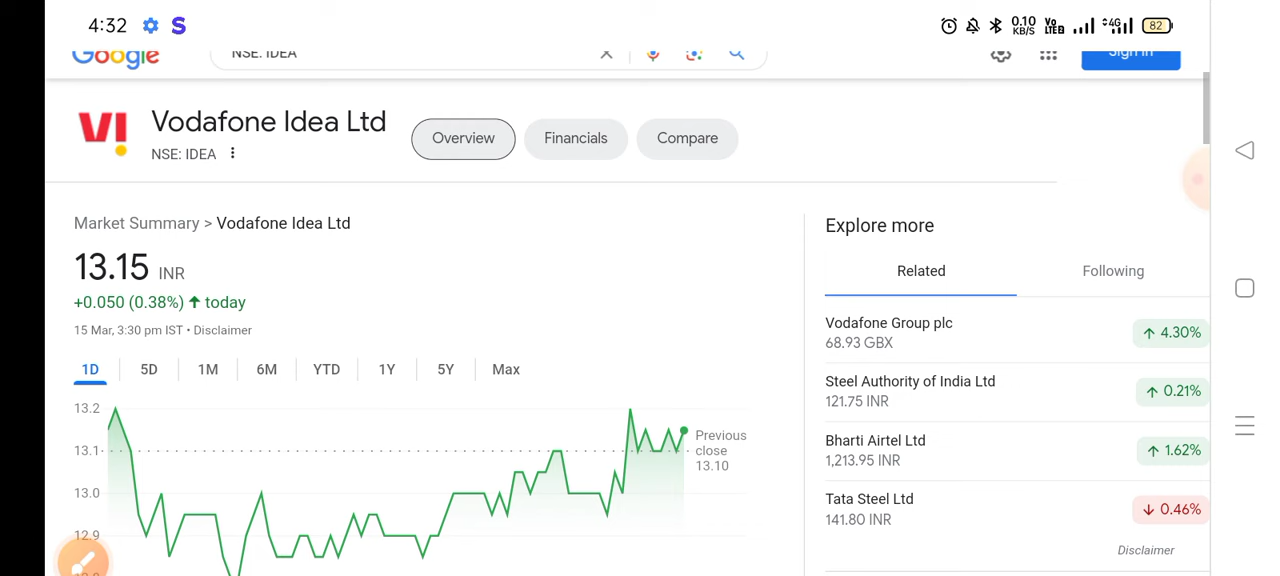 4:32 S 0.10 KB/S Vo LTE 4G 82
Google NSE: IDEA Sign in
VI
Vodafone Idea Ltd
NSE: IDEA
Overview Financials Compare
Market Summary > Vodafone Idea Ltd
13.15 INR
+0.050 (0.38%) ↑ today
15 Mar, 3:30 pm IST • Disclaimer
1D 5D 1M 6M YTD 1Y 5Y Max
13.2
13.1
13.0
12.9
Previous
close
13.10
Explore more
Related Following
Vodafone Group plc
68.93 GBX
↑ 4.30%
Steel Authority of India Ltd
121.75 INR
↑ 0.21%
Bharti Airtel Ltd
1,213.95 INR
↑ 1.62%
Tata Steel Ltd
141.80 INR
↓ 0.46%
Disclaimer